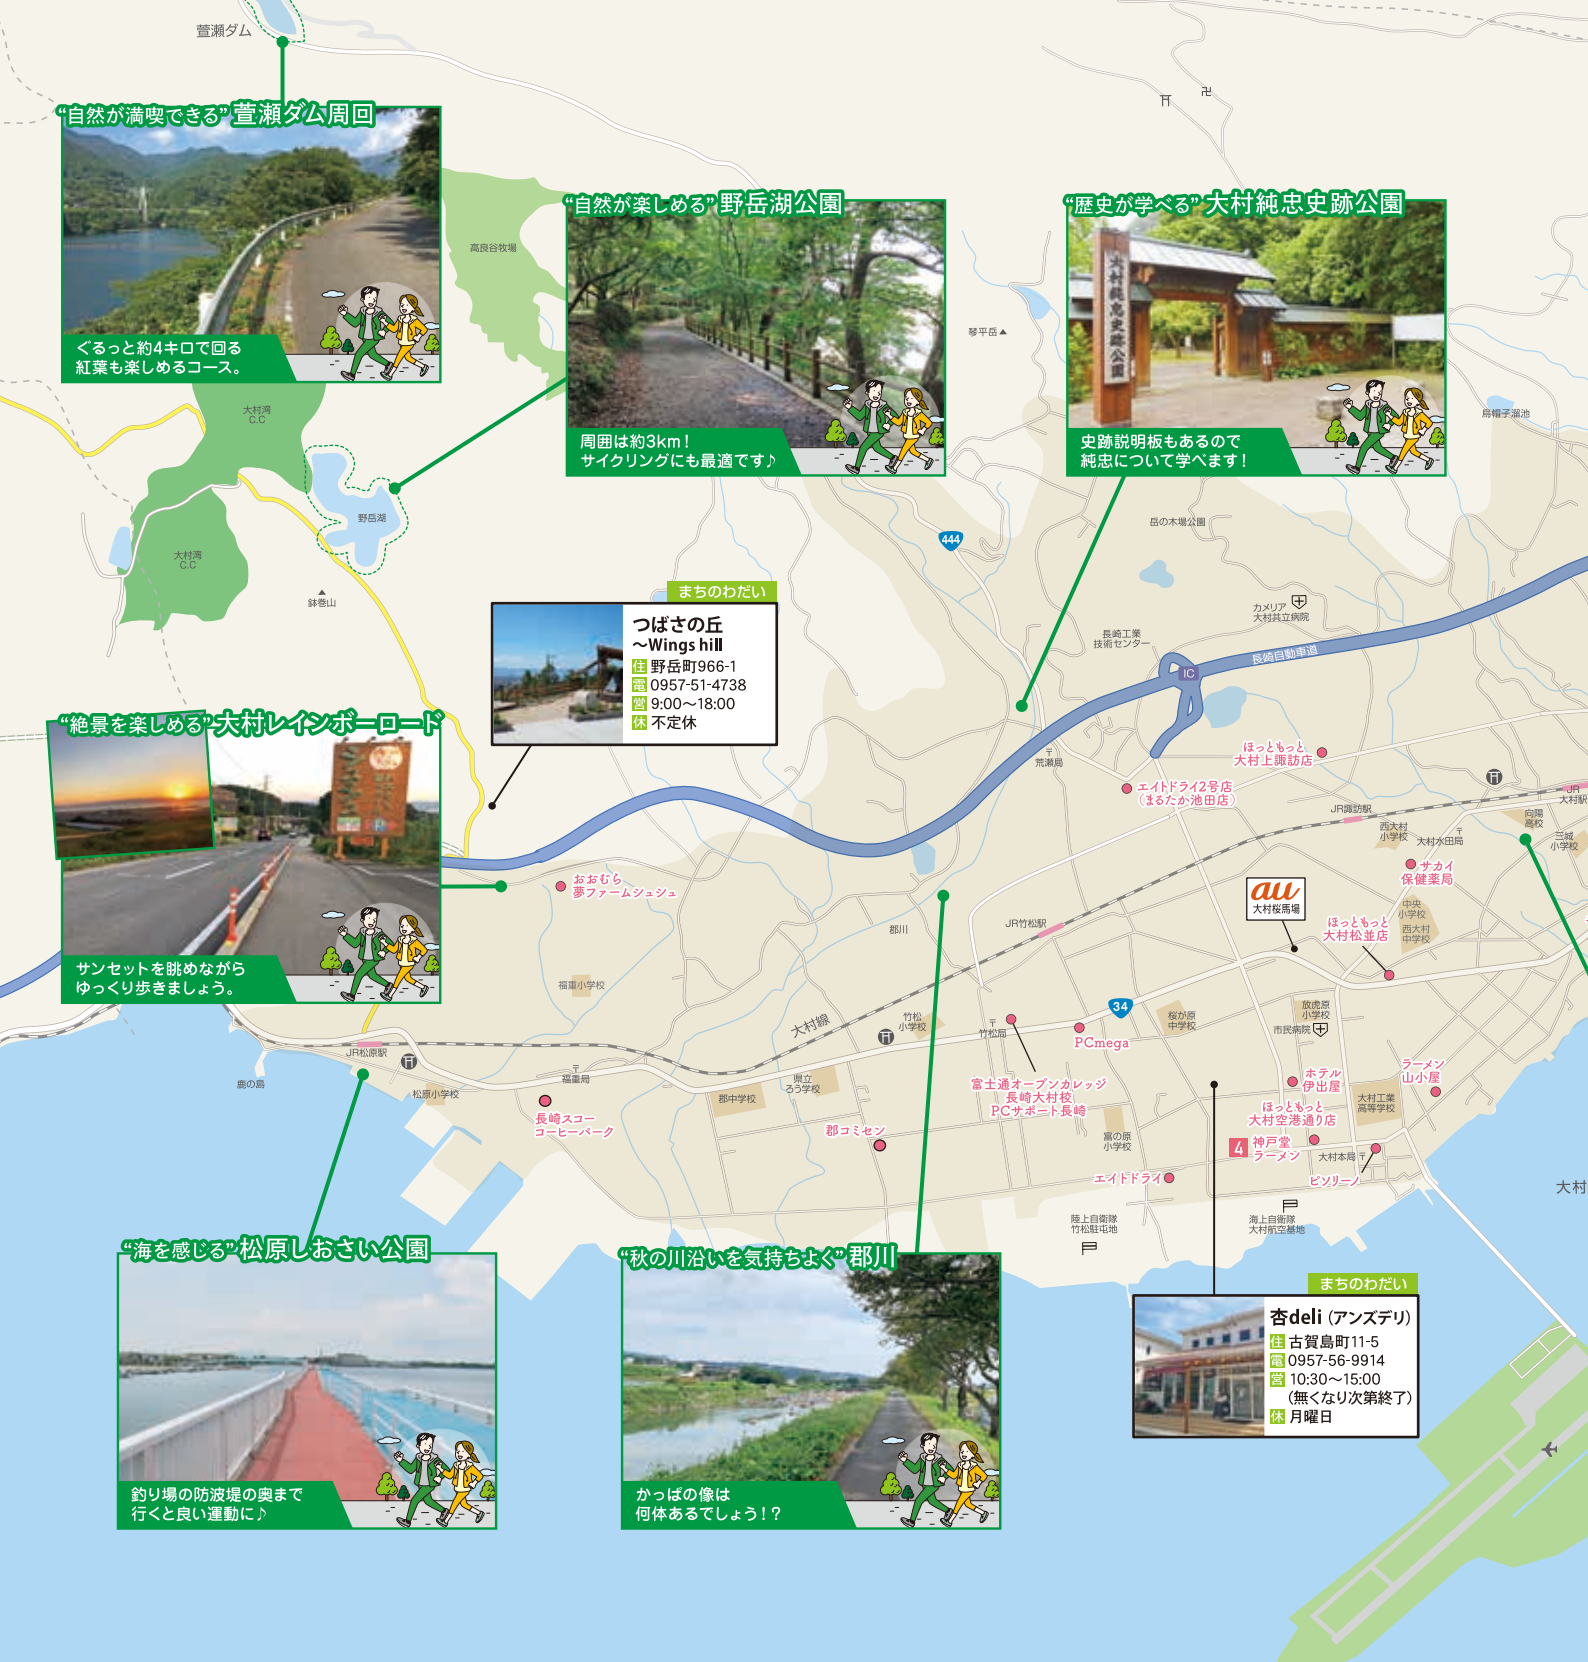 萱瀬ダム
“自然が満喫できる”萱瀬ダム周回
ぐるっと約4キロで回る
紅葉も楽しめるコース。
高良谷牧場
“自然が楽しめる”野岳湖公園
周囲は約3km！
サイクリングにも最適です♪
“歴史が学べる”大村純忠史跡公園
大村純忠史跡公園
史跡説明板もあるので
純忠について学べます！
琴平岳
烏帽子溜池
大村湾
C.C
野岳湖
大村湾
C.C
鉢巻山
444
岳の木場公園
カメリア
大村共立病院
長崎工業
技術センター
長崎自動車道
IC
まちのわだい
つばさの丘
～Wings hill
住 野岳町966-1
電 0957-51-4738
営 9:00～18:00
休 不定休
“絶景を楽しめる”大村レインボーロード
サンセットを眺めながら
ゆっくり歩きましょう。
おおむら
夢ファームシュシュ
荒瀬局
ほっともっと
大村上諏訪店
エイトドライ2号店
（まるたか池田店）
JR諏訪駅
JR
大村駅
向陽
高校
三城
小学校
西大村
小学校
大村水田局
サカイ
保健薬局
au
大村桜馬場
中央
小学校
西大村
中学校
ほっともっと
大村松並店
郡川
JR竹松駅
福重小学校
大村線
竹松
小学校
竹松局
34
PCmega
桜が原
中学校
放虎原
小学校
市民病院
JR松原駅
鹿の島
松原小学校
福重局
県立
ろう学校
郡中学校
長崎スコー
コーヒーパーク
郡コミセン
富士通オープンカレッジ
長崎大村校
PCサポート長崎
富の原
小学校
エイトドライ
ホテル
伊出屋
ラーメン
山小屋
大村工業
高等学校
ほっともっと
大村空港通り店
4 神戸堂
ラーメン
大村本局
ピソリーノ
大村
陸上自衛隊
竹松駐屯地
海上自衛隊
大村航空基地
“海を感じる”松原しおさい公園
釣り場の防波堤の奥まで
行くと良い運動に♪
“秋の川沿いを気持ちよく”郡川
かっぱの像は
何体あるでしょう！？
まちのわだい
杏deli（アンズデリ）
住 古賀島町11-5
電 0957-56-9914
営 10:30～15:00
（無くなり次第終了）
休 月曜日